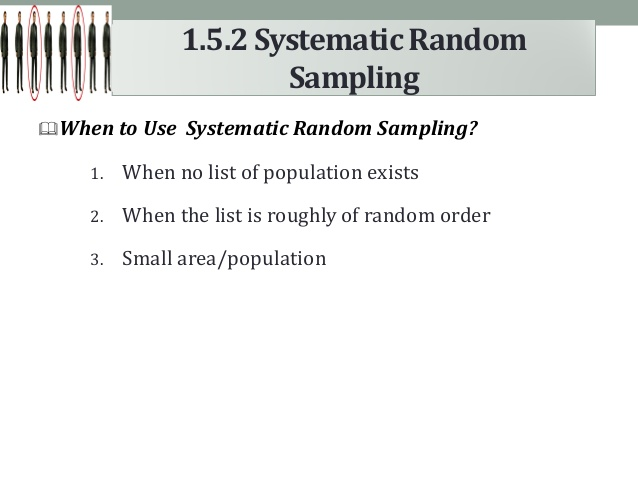 1.5.2 Systematic Random
Sampling
When to Use Systematic Random Sampling?
1. When no list of population exists
2. When the list is roughly of random order
3. Small area/population